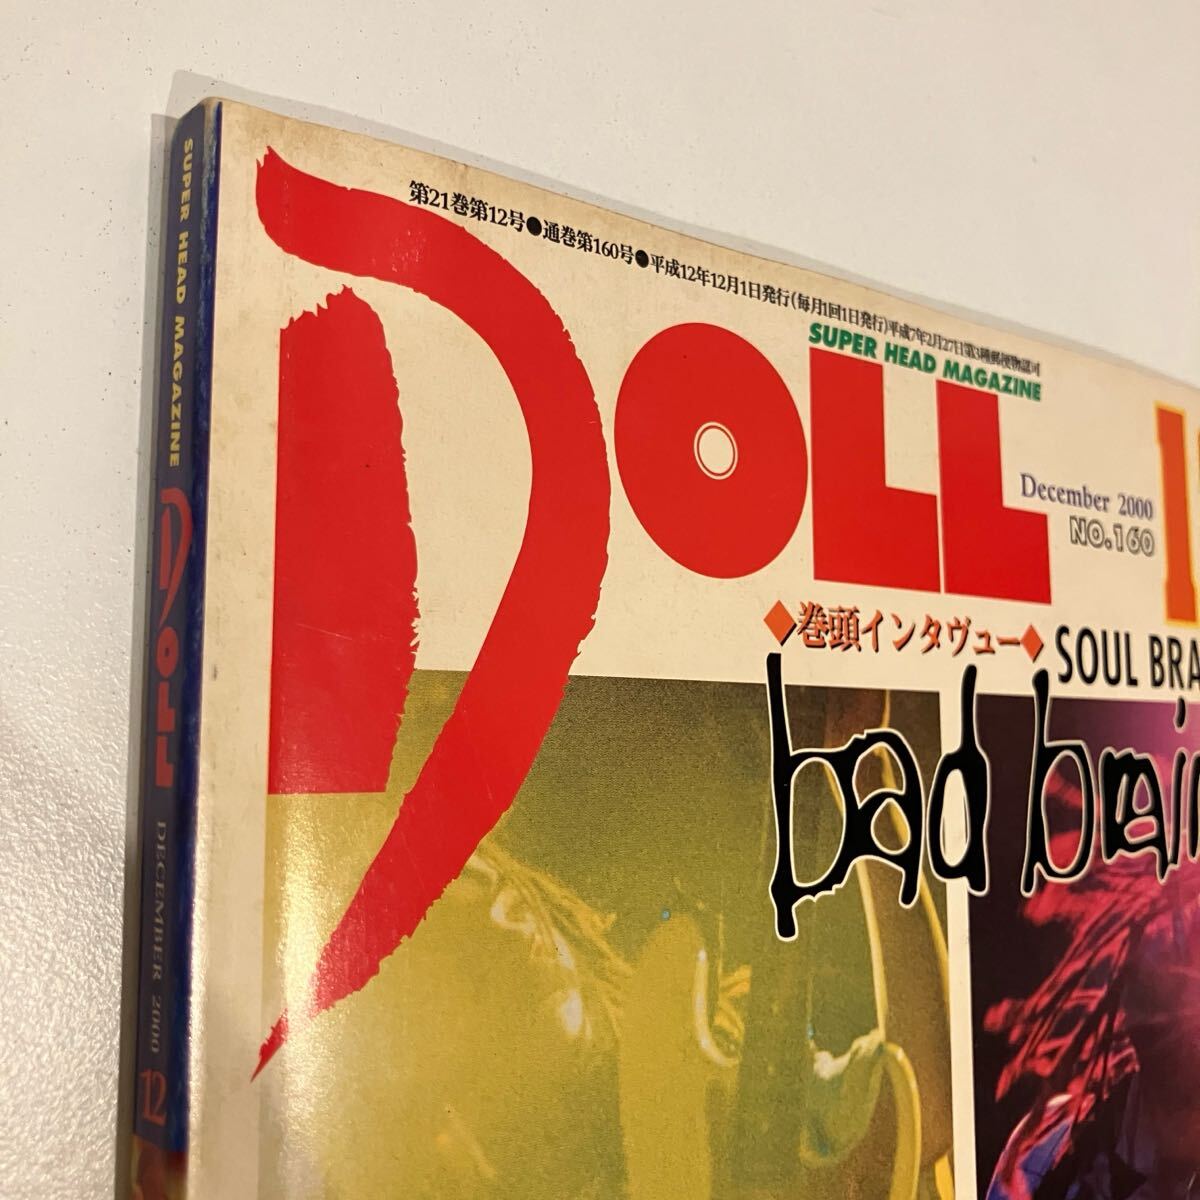 第21巻第12号●通巻第160号●平成12年12月1日発行(毎月1回1日発行)平成7年2月27日第3種郵便物認可
DOLL
SUPER HEAD MAGAZINE
December 2000
NO.160
◆巻頭インタヴュー◆
SOUL BRA
bad brain
SUPER HEAD MAGAZINE
DOLL
DECEMBER 2000
12